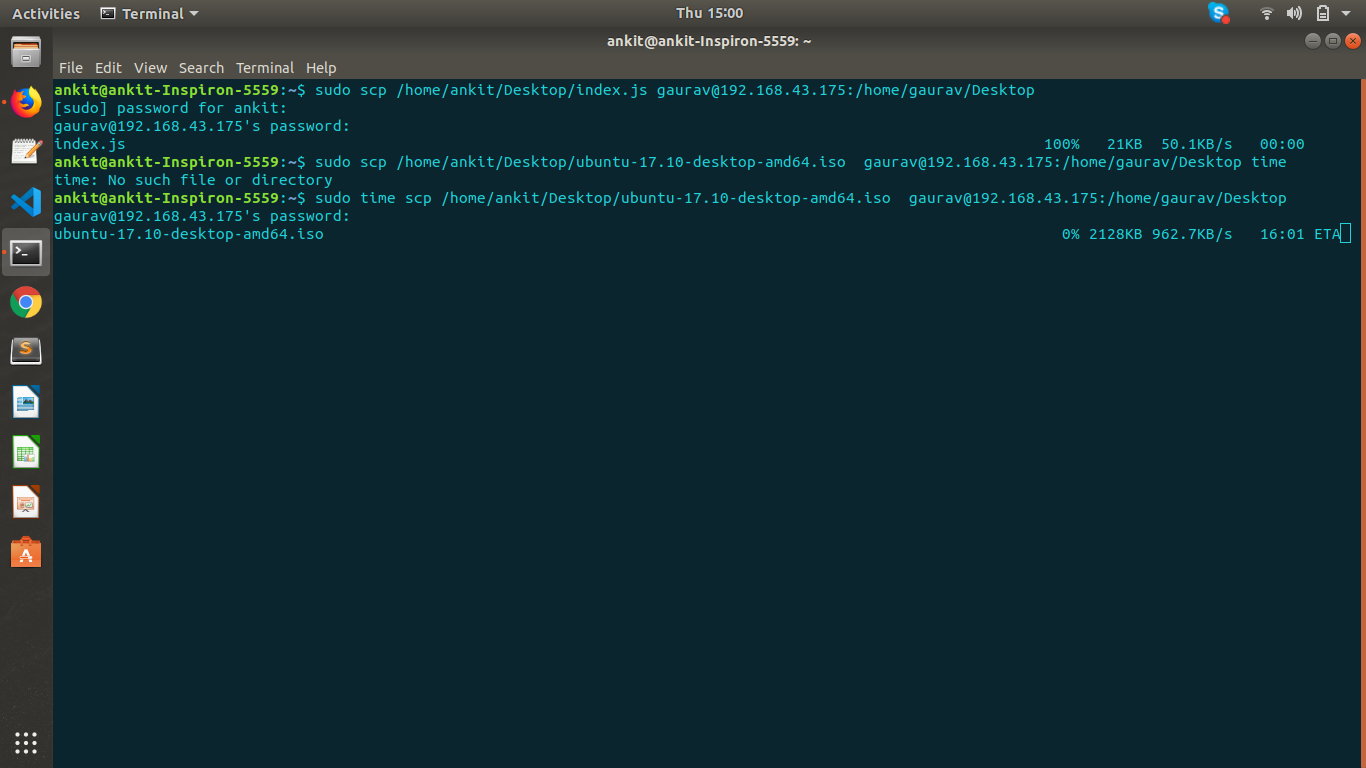 Activities Terminal Thu 15:00
ankit@ankit-Inspiron-5559: ~
File Edit View Search Terminal Help
ankit@ankit-Inspiron-5559:~$ sudo scp /home/ankit/Desktop/index.js gaurav@192.168.43.175:/home/gaurav/Desktop
[sudo] password for ankit:
gaurav@192.168.43.175's password:
index.js 100% 21KB 50.1KB/s 00:00
ankit@ankit-Inspiron-5559:~$ sudo scp /home/ankit/Desktop/ubuntu-17.10-desktop-amd64.iso  gaurav@192.168.43.175:/home/gaurav/Desktop time
time: No such file or directory
ankit@ankit-Inspiron-5559:~$ sudo time scp /home/ankit/Desktop/ubuntu-17.10-desktop-amd64.iso  gaurav@192.168.43.175:/home/gaurav/Desktop
gaurav@192.168.43.175's password:
ubuntu-17.10-desktop-amd64.iso 0% 2128KB 962.7KB/s 16:01 ETA